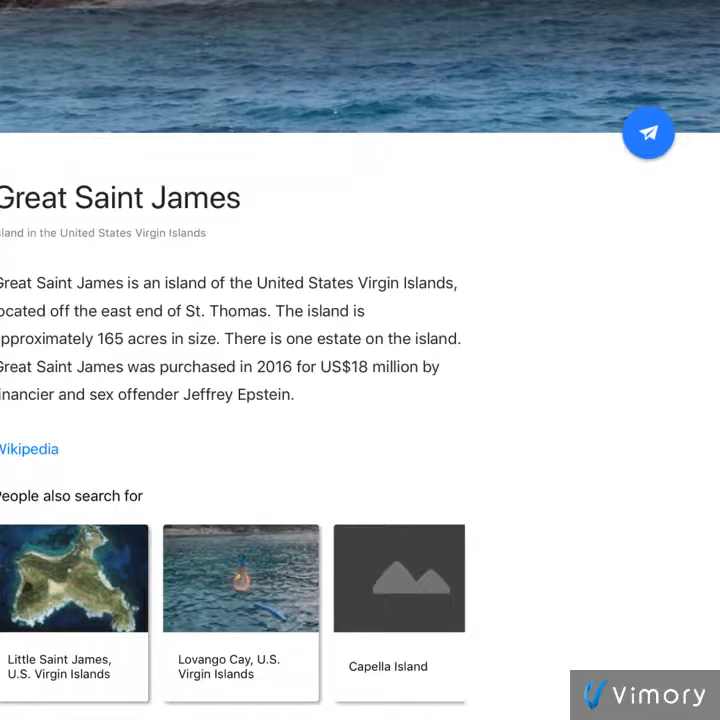 Great Saint James
sland in the United States Virgin Islands
Great Saint James is an island of the United States Virgin Islands,
ocated off the east end of St. Thomas. The island is
pproximately 165 acres in size. There is one estate on the island.
Great Saint James was purchased in 2016 for US$18 million by
inancier and sex offender Jeffrey Epstein.
Wikipedia
People also search for
Little Saint James,
U.S. Virgin Islands
Lovango Cay, U.S.
Virgin Islands
Capella Island
Vimory